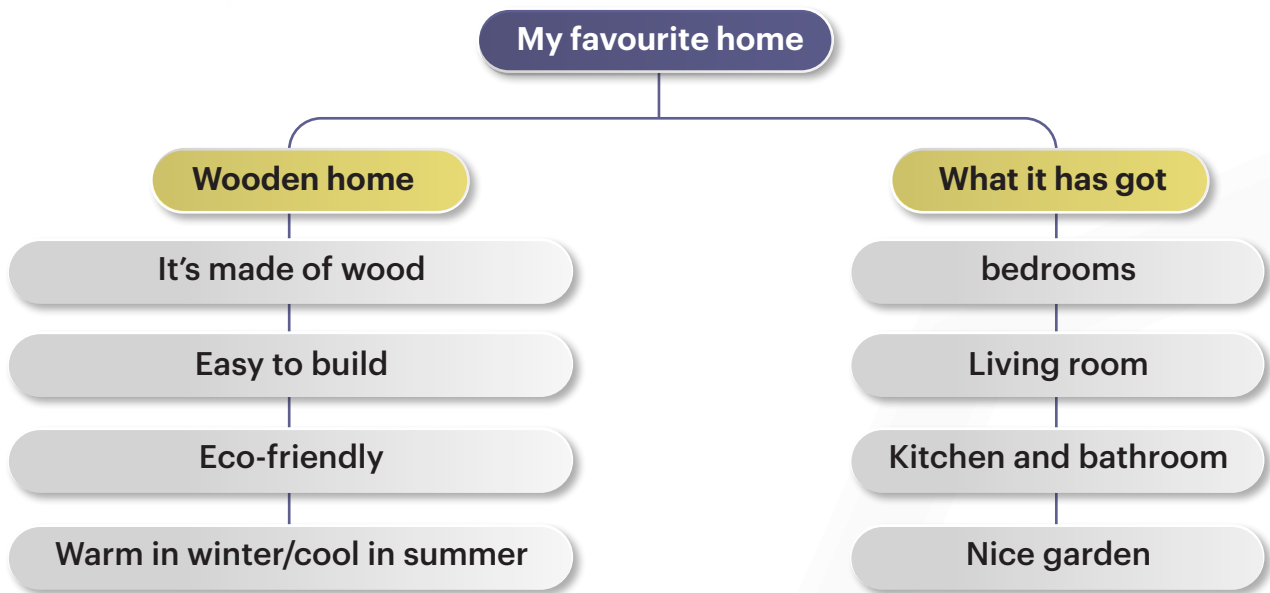 My favourite home
Wooden home
It’s made of wood
Easy to build
Eco-friendly
Warm in winter/cool in summer
What it has got
bedrooms
Living room
Kitchen and bathroom
Nice garden